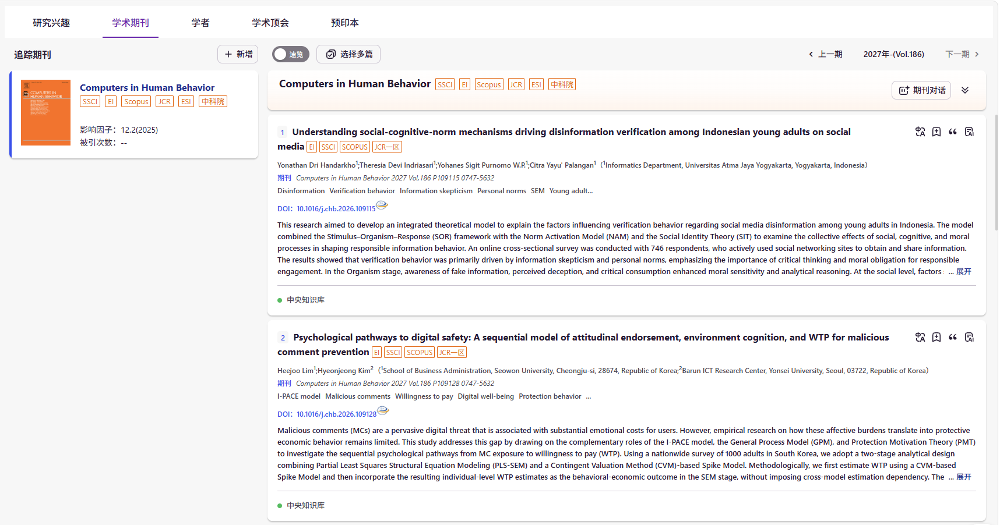 研究兴趣 学术期刊 学者 学术顶会 预印本
追踪期刊 新增 速览 选择多篇 上一期 2027年-(Vol.186) 下一期
COMPUTERS IN HUMAN BEHAVIOR
Computers in Human Behavior
SSCI EI Scopus JCR ESI 中科院
影响因子：12.2(2025)
被引次数：--
Computers in Human Behavior SSCI EI Scopus JCR ESI 中科院 期刊对话
1 Understanding social-cognitive-norm mechanisms driving disinformation verification among Indonesian young adults on social
media EI SSCI SCOPUS JCR一区
Yonathan Dri Handarkho1;Theresia Devi Indriasari1;Yohanes Sigit Purnomo W.P.1;Citra Yayu' Palangan1（1Informatics Department, Universitas Atma Jaya Yogyakarta, Yogyakarta, Indonesia）
期刊 Computers in Human Behavior 2027 Vol.186 P109115 0747-5632
Disinformation Verification behavior Information skepticism Personal norms SEM Young adult...
DOI：10.1016/j.chb.2026.109115
This research aimed to develop an integrated theoretical model to explain the factors influencing verification behavior regarding social media disinformation among young adults in Indonesia. The model
combined the Stimulus–Organism–Response (SOR) framework with the Norm Activation Model (NAM) and the Social Identity Theory (SIT) to examine the collective effects of social, cognitive, and moral
processes in shaping responsible information behavior. An online cross-sectional survey was conducted with 746 respondents, who actively used social networking sites to obtain and share information.
The results showed that verification behavior was primarily driven by information skepticism and personal norms, emphasizing the importance of critical thinking and moral obligation for responsible
engagement. In the Organism stage, awareness of fake information, perceived deception, and critical consumption enhanced moral sensitivity and analytical reasoning. At the social level, factors ... 展开
中央知识库
2 Psychological pathways to digital safety: A sequential model of attitudinal endorsement, environment cognition, and WTP for malicious
comment prevention EI SSCI SCOPUS JCR一区
Heejoo Lim1;Hyeonjeong Kim2（1School of Business Administration, Seowon University, Cheongju-si, 28674, Republic of Korea;2Barun ICT Research Center, Yonsei University, Seoul, 03722, Republic of Korea）
期刊 Computers in Human Behavior 2027 Vol.186 P109128 0747-5632
I-PACE model Malicious comments Willingness to pay Digital well-being Protection behavior ...
DOI：10.1016/j.chb.2026.109128
Malicious comments (MCs) are a pervasive digital threat that is associated with substantial emotional costs for users. However, empirical research on how these affective burdens translate into protective
economic behavior remains limited. This study addresses this gap by drawing on the complementary roles of the I-PACE model, the General Process Model (GPM), and Protection Motivation Theory (PMT)
to investigate the sequential psychological pathways from MC exposure to willingness to pay (WTP). Using a nationwide survey of 1000 adults in South Korea, we adopt a two-stage analytical design
combining Partial Least Squares Structural Equation Modeling (PLS-SEM) and a Contingent Valuation Method (CVM)-based Spike Model. Methodologically, we first estimate WTP using a CVM-based
Spike Model and then incorporate the resulting individual-level WTP estimates as the behavioral-economic outcome in the SEM stage, without imposing cross-model estimation dependency. The ... 展开
中央知识库